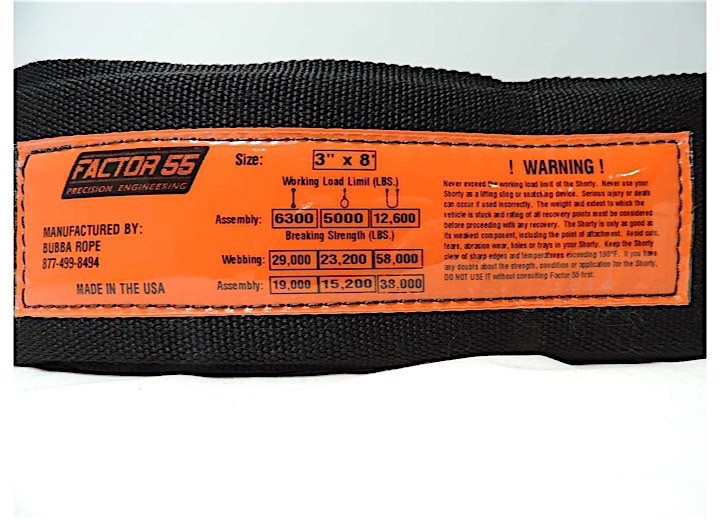 FACTOR 55
PRECISION ENGINEERING
MANUFACTURED BY:
BUBBA ROPE
877-499-8494
MADE IN THE USA
Size: 3" x 8'
Working Load Limit (LBS.)
Assembly: 6300 5000 12,600
Breaking Strength (LBS.)
Webbing: 29,000 23,200 58,000
Assembly: 19,000 15,200 38,000
! WARNING !
Never exceed the working load limit of the Shorty. Never use your
Shorty as a lifting sling or snatching device. Serious injury or death
can occur if used incorrectly. The weight and extent to which the
vehicle is stuck and rating of all recovery points must be considered
before proceeding with any recovery. The Shorty is only as good as
its weakest component, including the point of attachment. Avoid cuts,
tears, abrasion wear, holes or frays in your Shorty. Keep the Shorty
clear of sharp edges and temperatures exceeding 190°F. If you have
any doubts about the strength, condition or application for the Shorty,
DO NOT USE IT without consulting Factor 55 first.